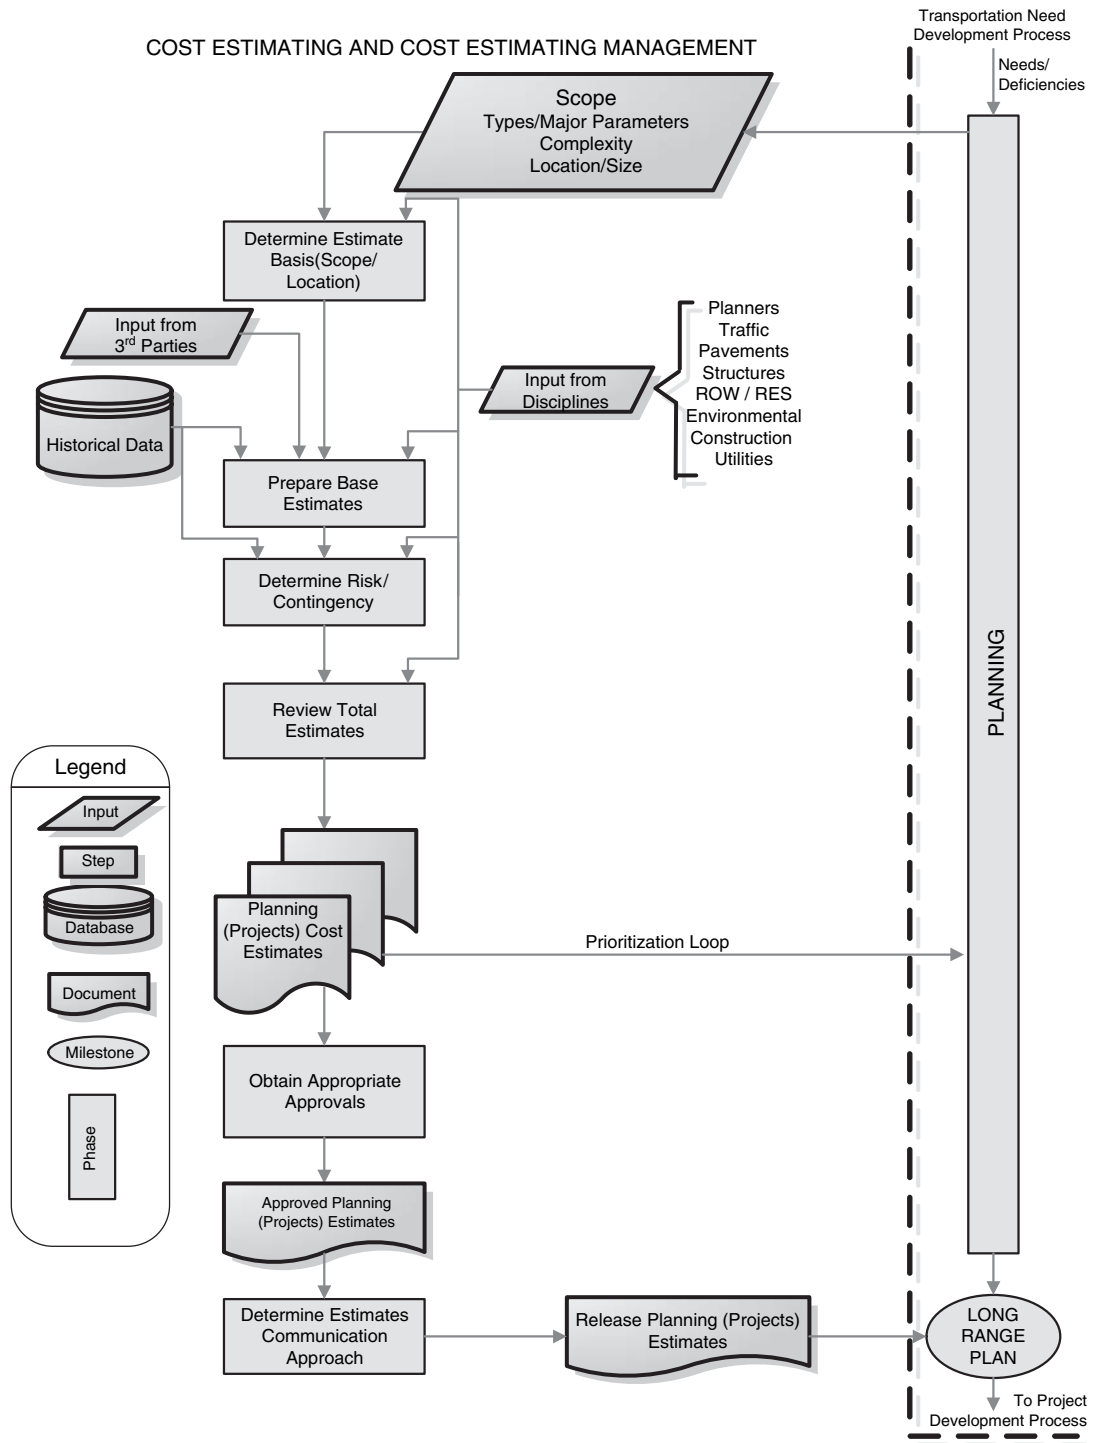 Transportation Need
Development Process
COST ESTIMATING AND COST ESTIMATING MANAGEMENT
Needs/
Deficiencies
Scope
Types/Major Parameters
Complexity
Location/Size
Determine Estimate
Basis(Scope/
Location)
Input from
3rd Parties
Historical Data
Input from
Disciplines
Planners
Traffic
Pavements
Structures
ROW / RES
Environmental
Construction
Utilities
Prepare Base
Estimates
Determine Risk/
Contingency
Review Total
Estimates
PLANNING
Legend
Input
Step
Database
Document
Milestone
Phase
Planning
(Projects) Cost
Estimates
Prioritization Loop
Obtain Appropriate
Approvals
Approved Planning
(Projects) Estimates
Determine Estimates
Communication
Approach
Release Planning (Projects)
Estimates
LONG
RANGE
PLAN
To Project
Development Process